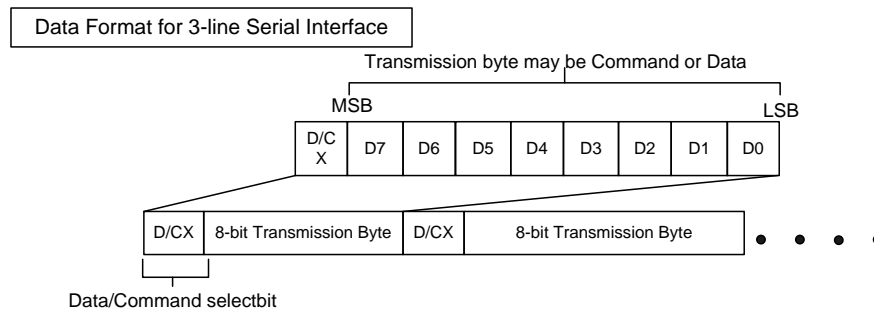 Data Format for 3-line Serial Interface
Transmission byte may be Command or Data
MSB
LSB
D/C
X
D7
D6
D5
D4
D3
D2
D1
D0
D/CX
8-bit Transmission Byte
D/CX
8-bit Transmission Byte
Data/Command selectbit